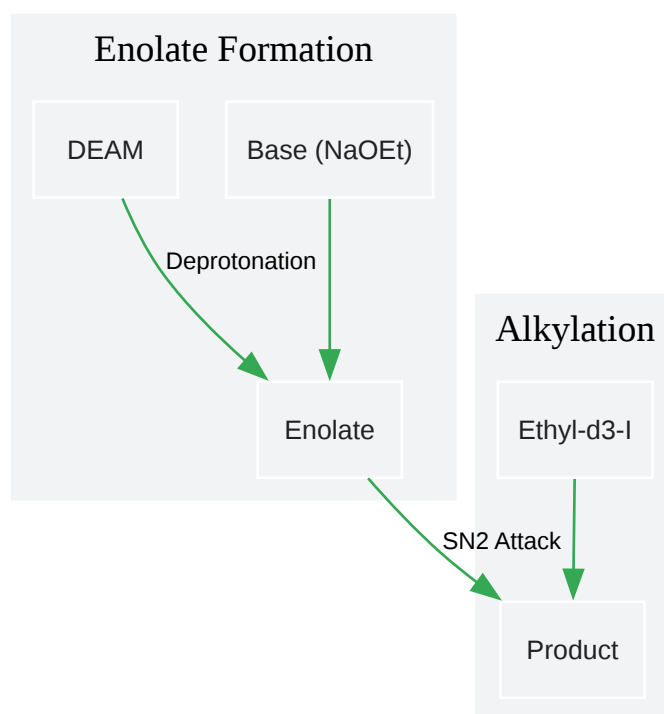 Enolate Formation
DEAM
Base (NaOEt)
Deprotonation
Alkylation
Enolate
Ethyl-d3-I
SN2 Attack
Product